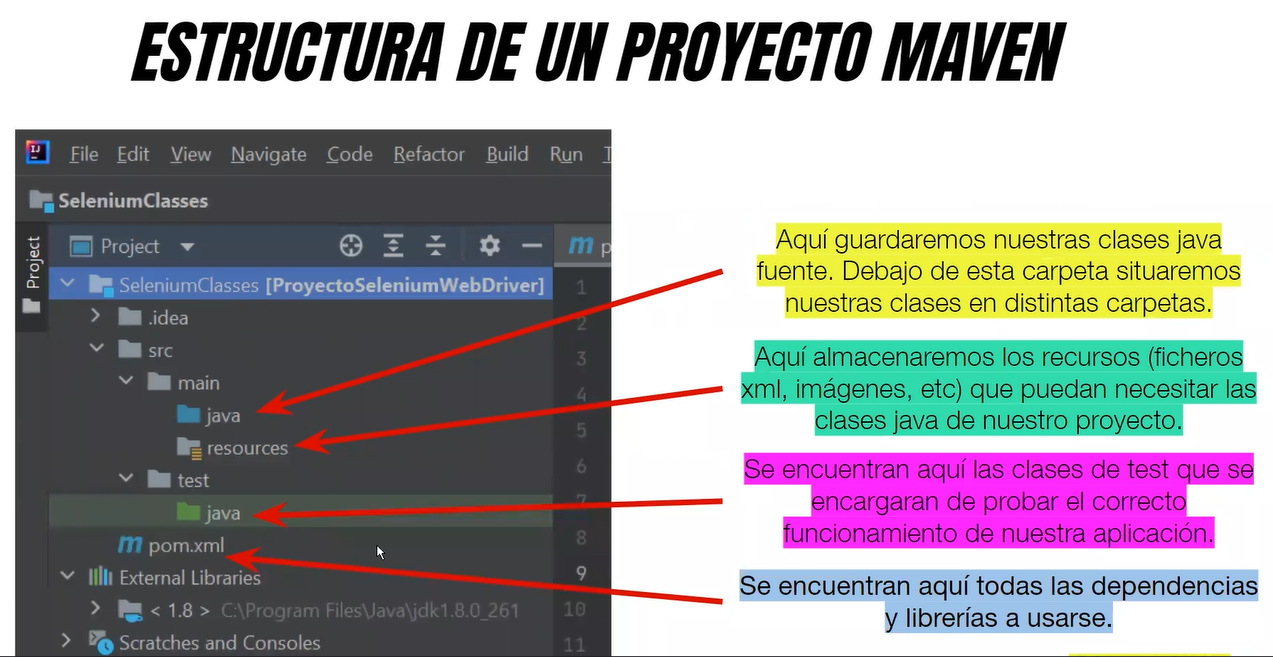 ESTRUCTURA DE UN PROYECTO MAVEN
File Edit View Navigate Code Refactor Build Run
SeleniumClasses
Project
Project
m p
SeleniumClasses [ProyectoSeleniumWebDriver]
.idea
src
main
java
resources
test
java
m pom.xml
External Libraries
< 1.8 > C:\Program Files\Java\jdk1.8.0_261
Scratches and Consoles
1
2
3
4
5
6
7
8
9
10
11
Aquí guardaremos nuestras clases java
fuente. Debajo de esta carpeta situaremos
nuestras clases en distintas carpetas.
Aquí almacenaremos los recursos (ficheros
xml, imágenes, etc) que puedan necesitar las
clases java de nuestro proyecto.
Se encuentran aquí las clases de test que se
encargaran de probar el correcto
funcionamiento de nuestra aplicación.
Se encuentran aquí todas las dependencias
y librerías a usarse.